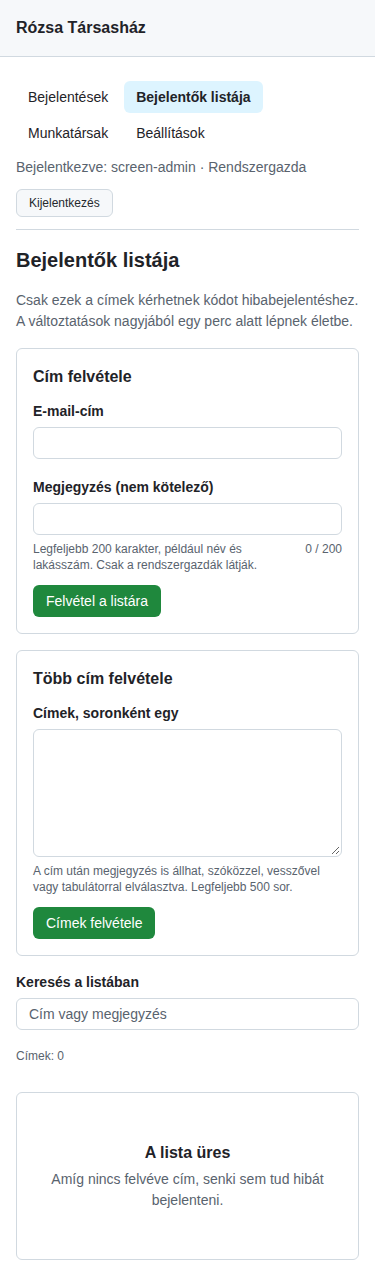 Rózsa Társasház
Bejelentések
Bejelentők listája
Munkatársak
Beállítások
Bejelentkezve: screen-admin · Rendszergazda
Kijelentkezés
Bejelentők listája
Csak ezek a címek kérhetnek kódot hibabejelentéshez.
A változtatások nagyjából egy perc alatt lépnek életbe.
Cím felvétele
E-mail-cím
Megjegyzés (nem kötelező)
Legfeljebb 200 karakter, például név és
lakásszám. Csak a rendszergazdák látják.
0 / 200
Felvétel a listára
Több cím felvétele
Címek, soronként egy
A cím után megjegyzés is állhat, szóközzel, vesszővel
vagy tabulátorral elválasztva. Legfeljebb 500 sor.
Címek felvétele
Keresés a listában
Cím vagy megjegyzés
Címek: 0
A lista üres
Amíg nincs felvéve cím, senki sem tud hibát
bejelenteni.